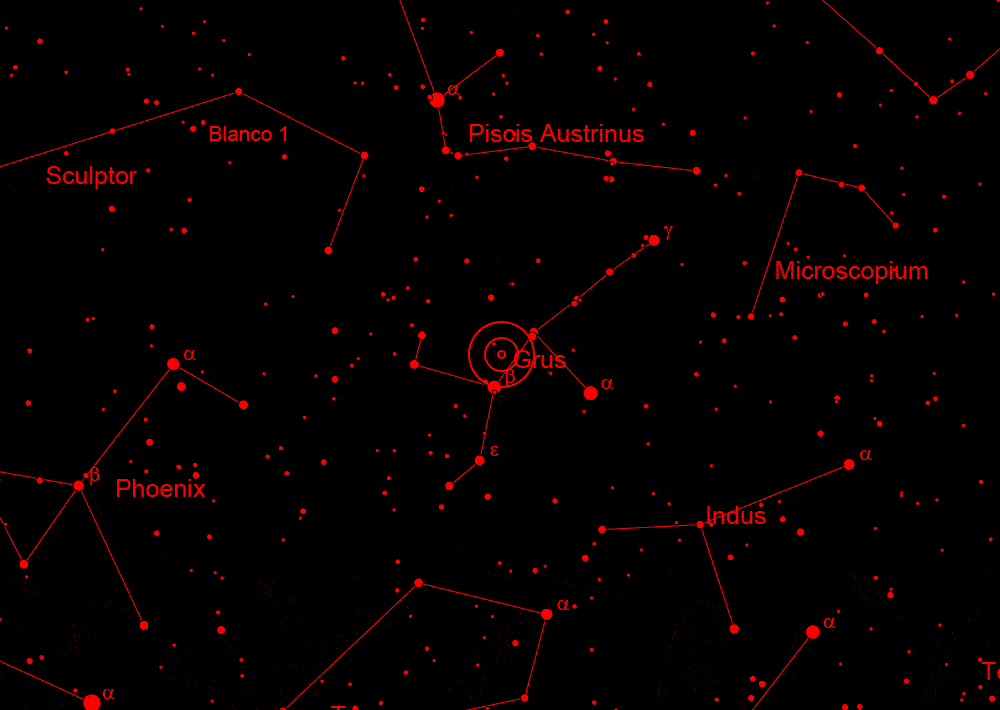 α
Piscis Austrinus
Blanco 1
Sculptor
γ
Microscopium
α
Grus
β
α
ε
α
β
Phoenix
Indus
α
α
α